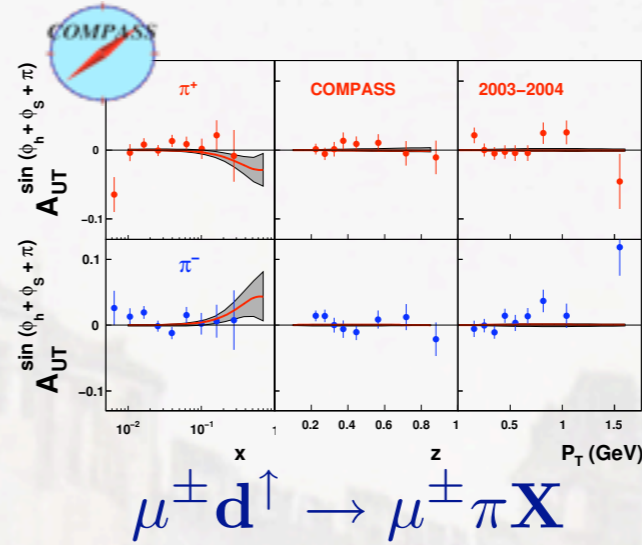 COMPASS
π⁺ COMPASS 2003−2004
A_UT^sin (ϕ_h + ϕ_S + π)
0
−0.1
π⁻
A_UT^sin (ϕ_h + ϕ_S + π)
0.1
0
−0.1
10⁻² 10⁻¹ 1 0.2 0.4 0.6 0.8 1 0.5 1 1.5
x z P_T (GeV)
μ^± d^↑ → μ^± π X